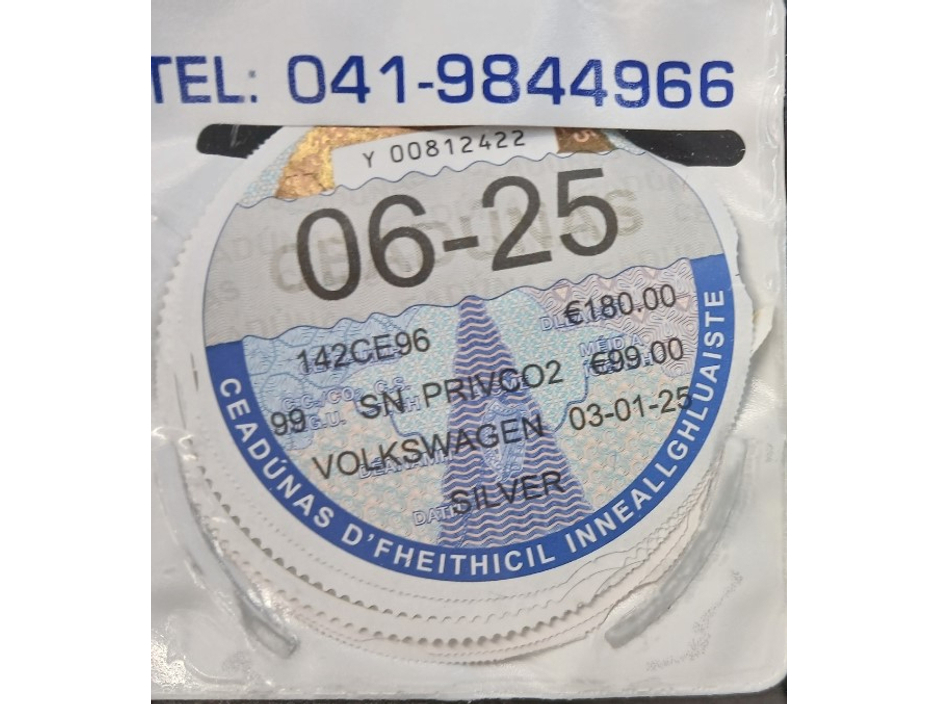 TEL: 041-9844966
Y 00812422
06-25
142CE96 €180.00
99 SN PRIVCO2 €99.00
VOLKSWAGEN 03-01-25
SILVER
CEADÚNAS D'FHEITHICIL INNEALLGHLUAISTE